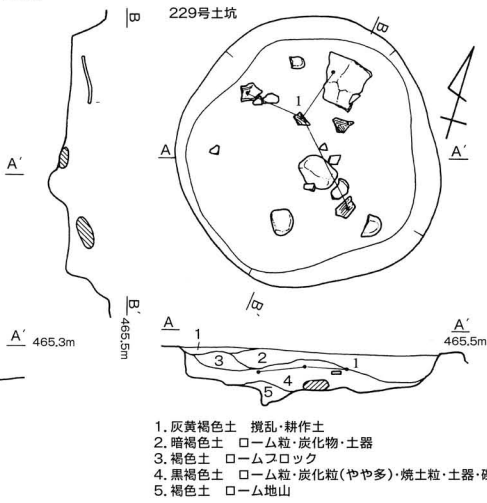 229号土坑
B
B
A'
1
A
A'
B'
B'
465.5m
A' 465.3m
A
A'
465.5m
1
2
3
1
4
5
1. 灰黄褐色土 撹乱・耕作土
2. 暗褐色土 ローム粒・炭化物・土器
3. 褐色土 ロームブロック
4. 黒褐色土 ローム粒・炭化粒(やや多)・焼土粒・土器・礫
5. 褐色土 ローム地山